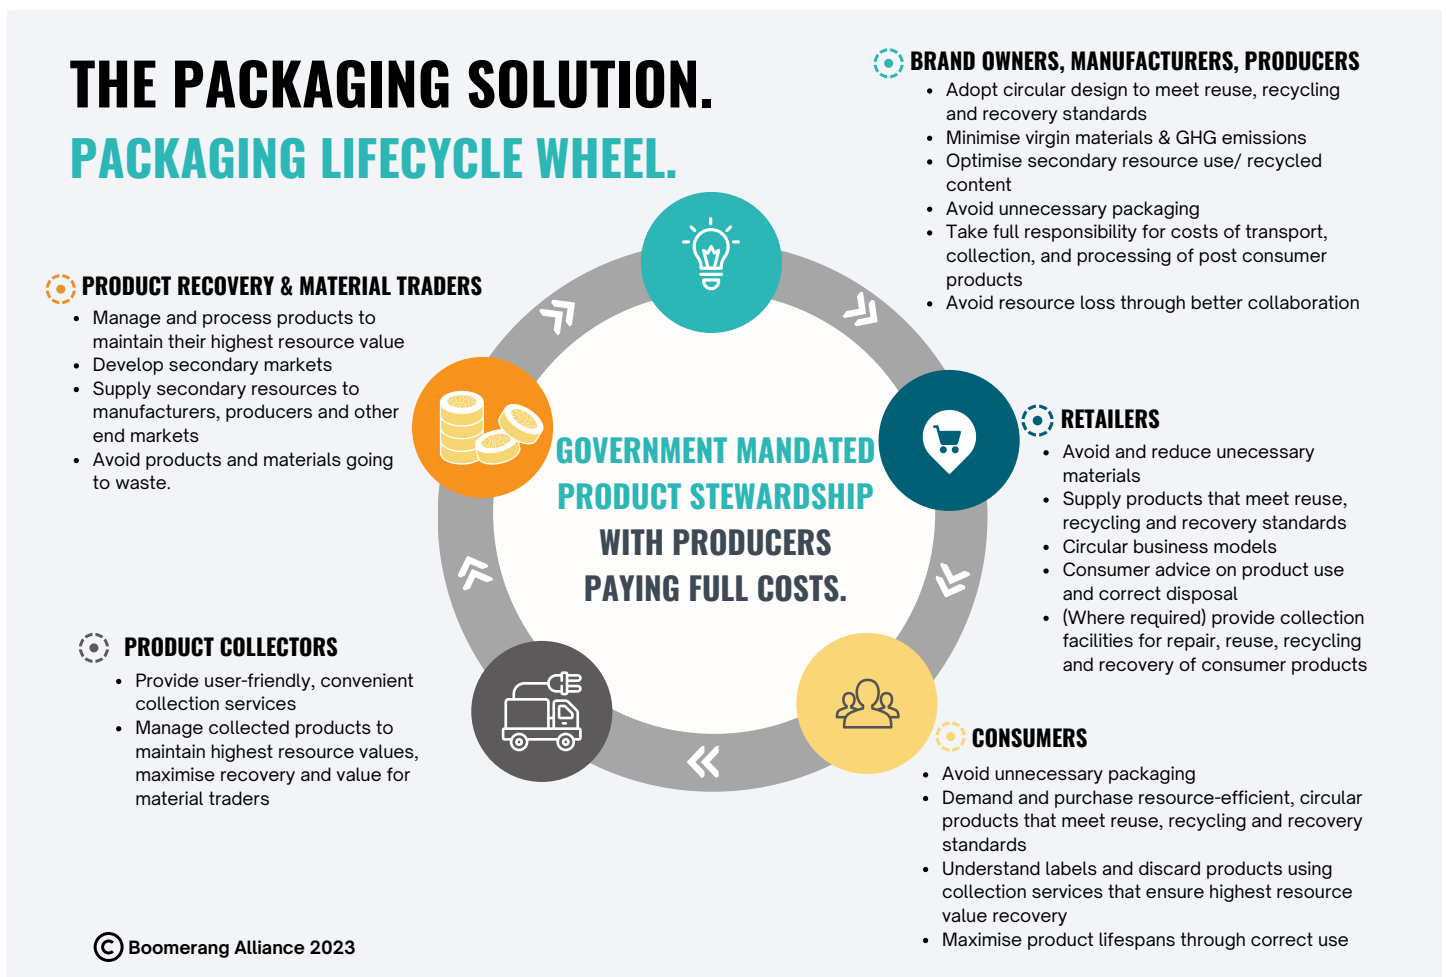 THE PACKAGING SOLUTION.
PACKAGING LIFECYCLE WHEEL.
BRAND OWNERS, MANUFACTURERS, PRODUCERS
• Adopt circular design to meet reuse, recycling
and recovery standards
• Minimise virgin materials & GHG emissions
• Optimise secondary resource use/ recycled
content
• Avoid unnecessary packaging
• Take full responsibility for costs of transport,
collection, and processing of post consumer
products
• Avoid resource loss through better collaboration
RETAILERS
• Avoid and reduce unecessary
materials
• Supply products that meet reuse,
recycling and recovery standards
• Circular business models
• Consumer advice on product use
and correct disposal
• (Where required) provide collection
facilities for repair, reuse, recycling
and recovery of consumer products
CONSUMERS
• Avoid unnecessary packaging
• Demand and purchase resource-efficient, circular
products that meet reuse, recycling and recovery
standards
• Understand labels and discard products using
collection services that ensure highest resource
value recovery
• Maximise product lifespans through correct use
PRODUCT COLLECTORS
• Provide user-friendly, convenient
collection services
• Manage collected products to
maintain highest resource values,
maximise recovery and value for
material traders
PRODUCT RECOVERY & MATERIAL TRADERS
• Manage and process products to
maintain their highest resource value
• Develop secondary markets
• Supply secondary resources to
manufacturers, producers and other
end markets
• Avoid products and materials going
to waste.
GOVERNMENT MANDATED
PRODUCT STEWARDSHIP
WITH PRODUCERS
PAYING FULL COSTS.
© Boomerang Alliance 2023